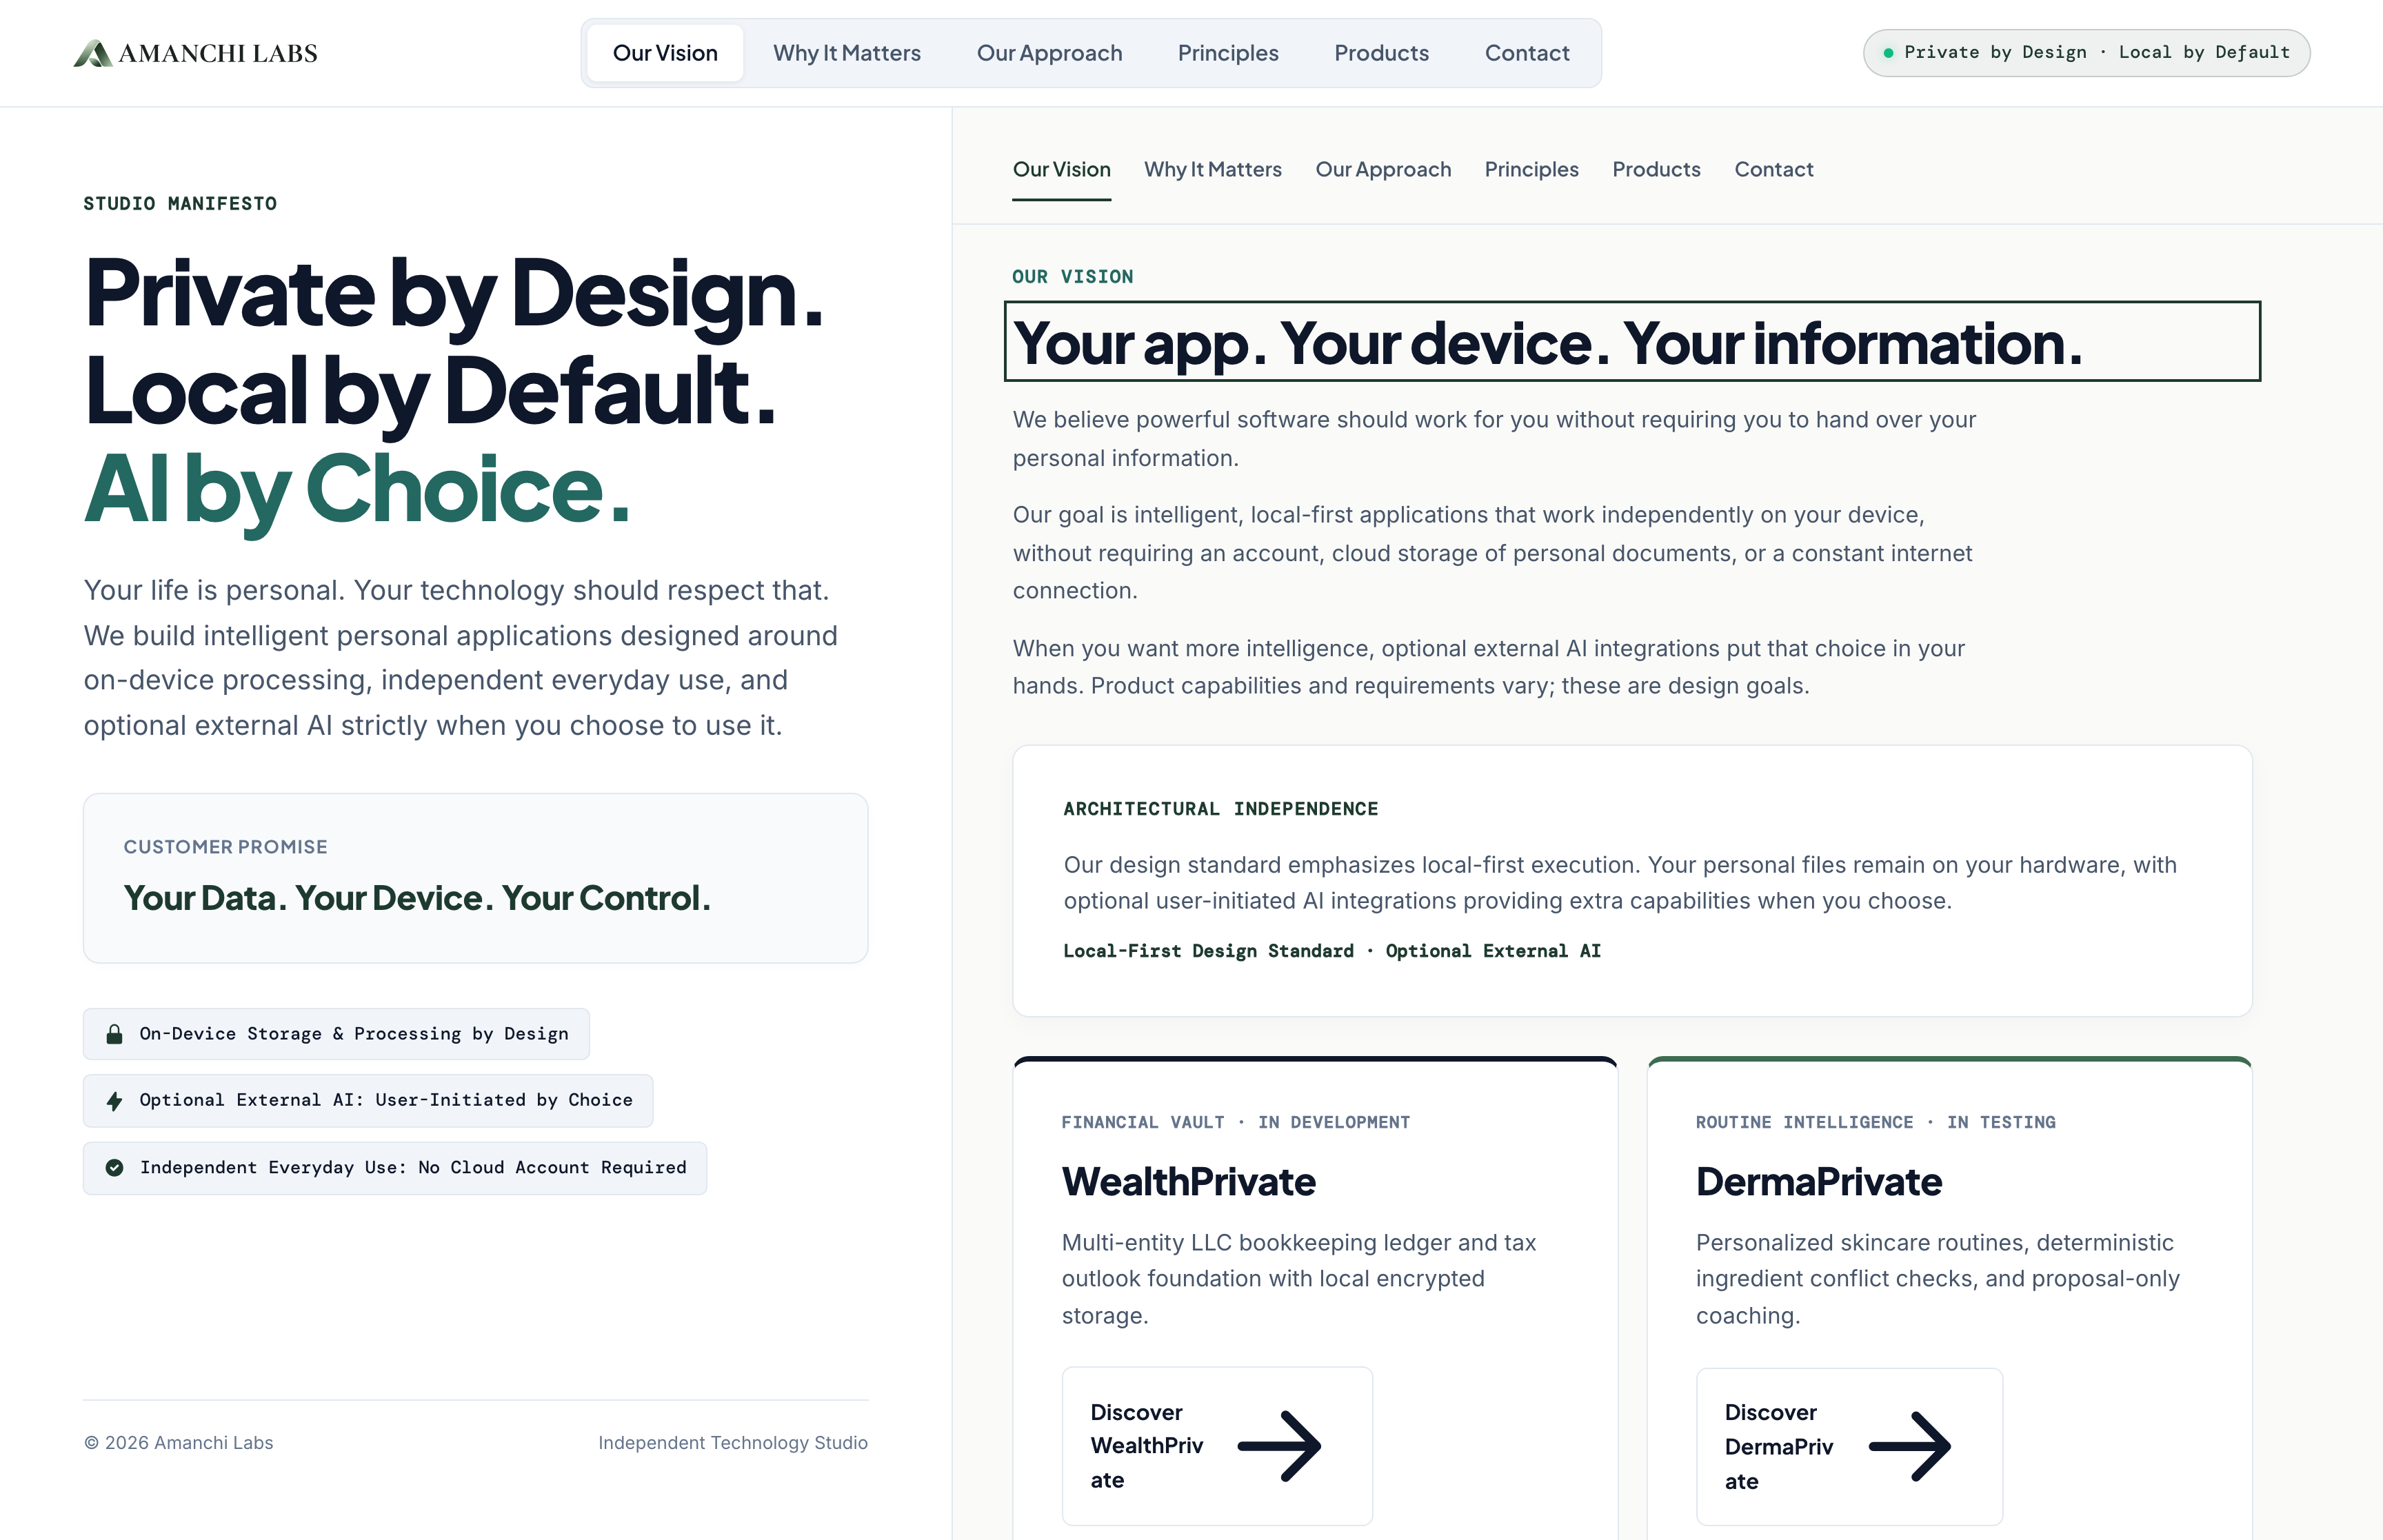 AMANCHI LABS
Our Vision
Why It Matters
Our Approach
Principles
Products
Contact
Private by Design · Local by Default
STUDIO MANIFESTO
Private by Design.
Local by Default.
AI by Choice.
Your life is personal. Your technology should respect that.
We build intelligent personal applications designed around
on-device processing, independent everyday use, and
optional external AI strictly when you choose to use it.
CUSTOMER PROMISE
Your Data. Your Device. Your Control.
On-Device Storage & Processing by Design
Optional External AI: User-Initiated by Choice
Independent Everyday Use: No Cloud Account Required
© 2026 Amanchi Labs
Independent Technology Studio
Our Vision
Why It Matters
Our Approach
Principles
Products
Contact
OUR VISION
Your app. Your device. Your information.
We believe powerful software should work for you without requiring you to hand over your
personal information.
Our goal is intelligent, local-first applications that work independently on your device,
without requiring an account, cloud storage of personal documents, or a constant internet
connection.
When you want more intelligence, optional external AI integrations put that choice in your
hands. Product capabilities and requirements vary; these are design goals.
ARCHITECTURAL INDEPENDENCE
Our design standard emphasizes local-first execution. Your personal files remain on your hardware, with
optional user-initiated AI integrations providing extra capabilities when you choose.
Local-First Design Standard · Optional External AI
FINANCIAL VAULT · IN DEVELOPMENT
WealthPrivate
Multi-entity LLC bookkeeping ledger and tax
outlook foundation with local encrypted
storage.
Discover
WealthPriv
ate
ROUTINE INTELLIGENCE · IN TESTING
DermaPrivate
Personalized skincare routines, deterministic
ingredient conflict checks, and proposal-only
coaching.
Discover
DermaPriv
ate